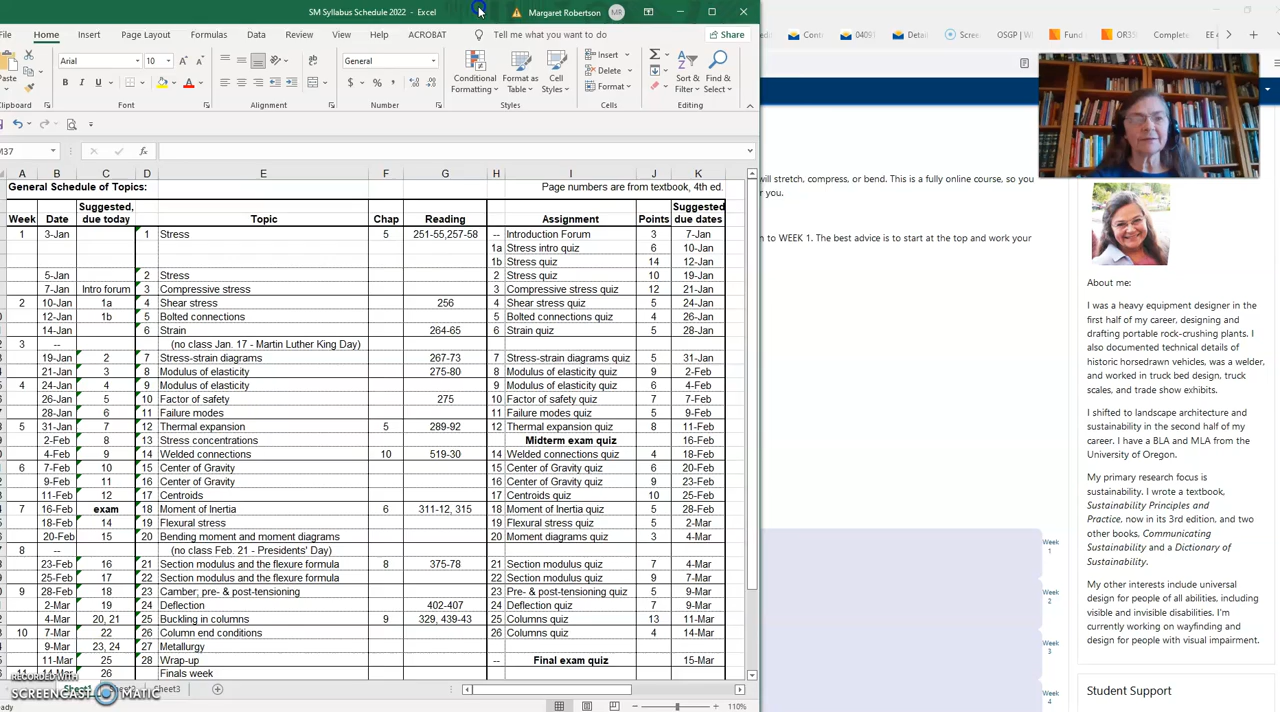 SM Syllabus Schedule 2022 - Excel
Margaret Robertson
MR
Cont
04091
Detail
Screen
OSGP | W
Fund
OR35
Complete
EE
File Home Insert Page Layout Formulas Data Review View Help ACROBAT Tell me what you want to do Share
Paste
Arial 10 General
Conditional Formatting
Format as Table
Cell Styles
Insert
Delete
Format
Sort & Filter
Find & Select
Clipboard Font Alignment Number Styles Cells Editing
M37 fx
A B C D E F G H I J K
General Schedule of Topics: Page numbers are from textbook, 4th ed.
Week Date Suggested, due today Topic Chap Reading Assignment Points Suggested due dates
1 3-Jan 1 Stress 5 251-55, 257-58 -- Introduction Forum 3 7-Jan
1a Stress intro quiz 6 10-Jan
1b Stress quiz 14 12-Jan
5-Jan 2 Stress 2 Stress quiz 10 19-Jan
7-Jan Intro forum 3 Compressive stress 3 Compressive stress quiz 12 21-Jan
2 10-Jan 1a 4 Shear stress 256 4 Shear stress quiz 5 24-Jan
12-Jan 1b 5 Bolted connections 5 Bolted connections quiz 4 26-Jan
14-Jan 6 Strain 264-65 6 Strain quiz 5 28-Jan
3 -- (no class Jan. 17 - Martin Luther King Day)
19-Jan 2 7 Stress-strain diagrams 267-73 7 Stress-strain diagrams quiz 5 31-Jan
21-Jan 3 8 Modulus of elasticity 275-80 8 Modulus of elasticity quiz 9 2-Feb
4 24-Jan 4 9 Modulus of elasticity 9 Modulus of elasticity quiz 6 4-Feb
26-Jan 5 10 Factor of safety 275 10 Factor of safety quiz 7 7-Feb
28-Jan 6 11 Failure modes 11 Failure modes quiz 5 9-Feb
5 31-Jan 7 12 Thermal expansion 5 289-92 12 Thermal expansion quiz 8 11-Feb
2-Feb 8 13 Stress concentrations Midterm exam quiz 16-Feb
4-Feb 9 14 Welded connections 10 519-30 14 Welded connections quiz 4 18-Feb
6 7-Feb 10 15 Center of Gravity 15 Center of Gravity quiz 6 20-Feb
9-Feb 11 16 Center of Gravity 16 Center of Gravity quiz 9 23-Feb
11-Feb 12 17 Centroids 17 Centroids quiz 10 25-Feb
7 16-Feb exam 18 Moment of Inertia 6 311-12, 315 18 Moment of Inertia quiz 5 28-Feb
18-Feb 14 19 Flexural stress 19 Flexural stress quiz 5 2-Mar
20-Feb 15 20 Bending moment and moment diagrams 20 Moment diagrams quiz 3 4-Mar
8 -- (no class Feb. 21 - Presidents' Day)
23-Feb 16 21 Section modulus and the flexure formula 8 375-78 21 Section modulus quiz 7 4-Mar
25-Feb 17 22 Section modulus and the flexure formula 22 Section modulus quiz 9 7-Mar
9 28-Feb 18 23 Camber; pre- & post-tensioning 23 Pre- & post-tensioning quiz 5 9-Mar
2-Mar 19 24 Deflection 402-407 24 Deflection quiz 7 9-Mar
4-Mar 20, 21 25 Buckling in columns 9 329, 439-43 25 Columns quiz 13 11-Mar
10 7-Mar 22 26 Column end conditions 26 Columns quiz 4 14-Mar
9-Mar 23, 24 27 Metallurgy
11-Mar 25 28 Wrap-up -- Final exam quiz 15-Mar
11 14-Mar 26 Finals week
Sheet1 Sheet2 Sheet3
110%
RECORDED WITH
SCREENCAST MATIC
will stretch, compress, or bend. This is a fully online course, so you
r you.
n to WEEK 1. The best advice is to start at the top and work your
Week 1
Week 2
Week 3
Week 4
About me:
I was a heavy equipment designer in the
first half of my career, designing and
drafting portable rock-crushing plants. I
also documented technical details of
historic horsedrawn vehicles, was a welder,
and worked in truck bed design, truck
scales, and trade show exhibits.
I shifted to landscape architecture and
sustainability in the second half of my
career. I have a BLA and MLA from the
University of Oregon.
My primary research focus is
sustainability. I wrote a textbook,
Sustainability Principles and
Practice, now in its 3rd edition, and two
other books, Communicating
Sustainability and a Dictionary of
Sustainability.
My other interests include universal
design for people of all abilities, including
visible and invisible disabilities. I'm
currently working on wayfinding and
design for people with visual impairment.
Student Support